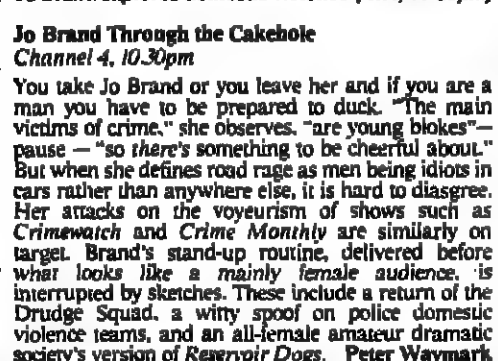 Jo Brand Through the Cakehole
Channel 4, 10.30pm
You take Jo Brand or you leave her and if you are a
man you have to be prepared to duck. "The main
victims of crime," she observes, "are young blokes"—
pause — "so there's something to be cheerful about."
But when she defines road rage as men being idiots in
cars rather than anywhere else, it is hard to diasgree.
Her attacks on the voyeurism of shows such as
Crimewatch and Crime Monthly are similarly on
target. Brand's stand-up routine, delivered before
what looks like a mainly female audience, is
interrupted by sketches. These include a return of the
Drudge Squad, a witty spoof on police domestic
violence teams, and an all-female amateur dramatic
society's version of Reservoir Dogs. Peter Waymark